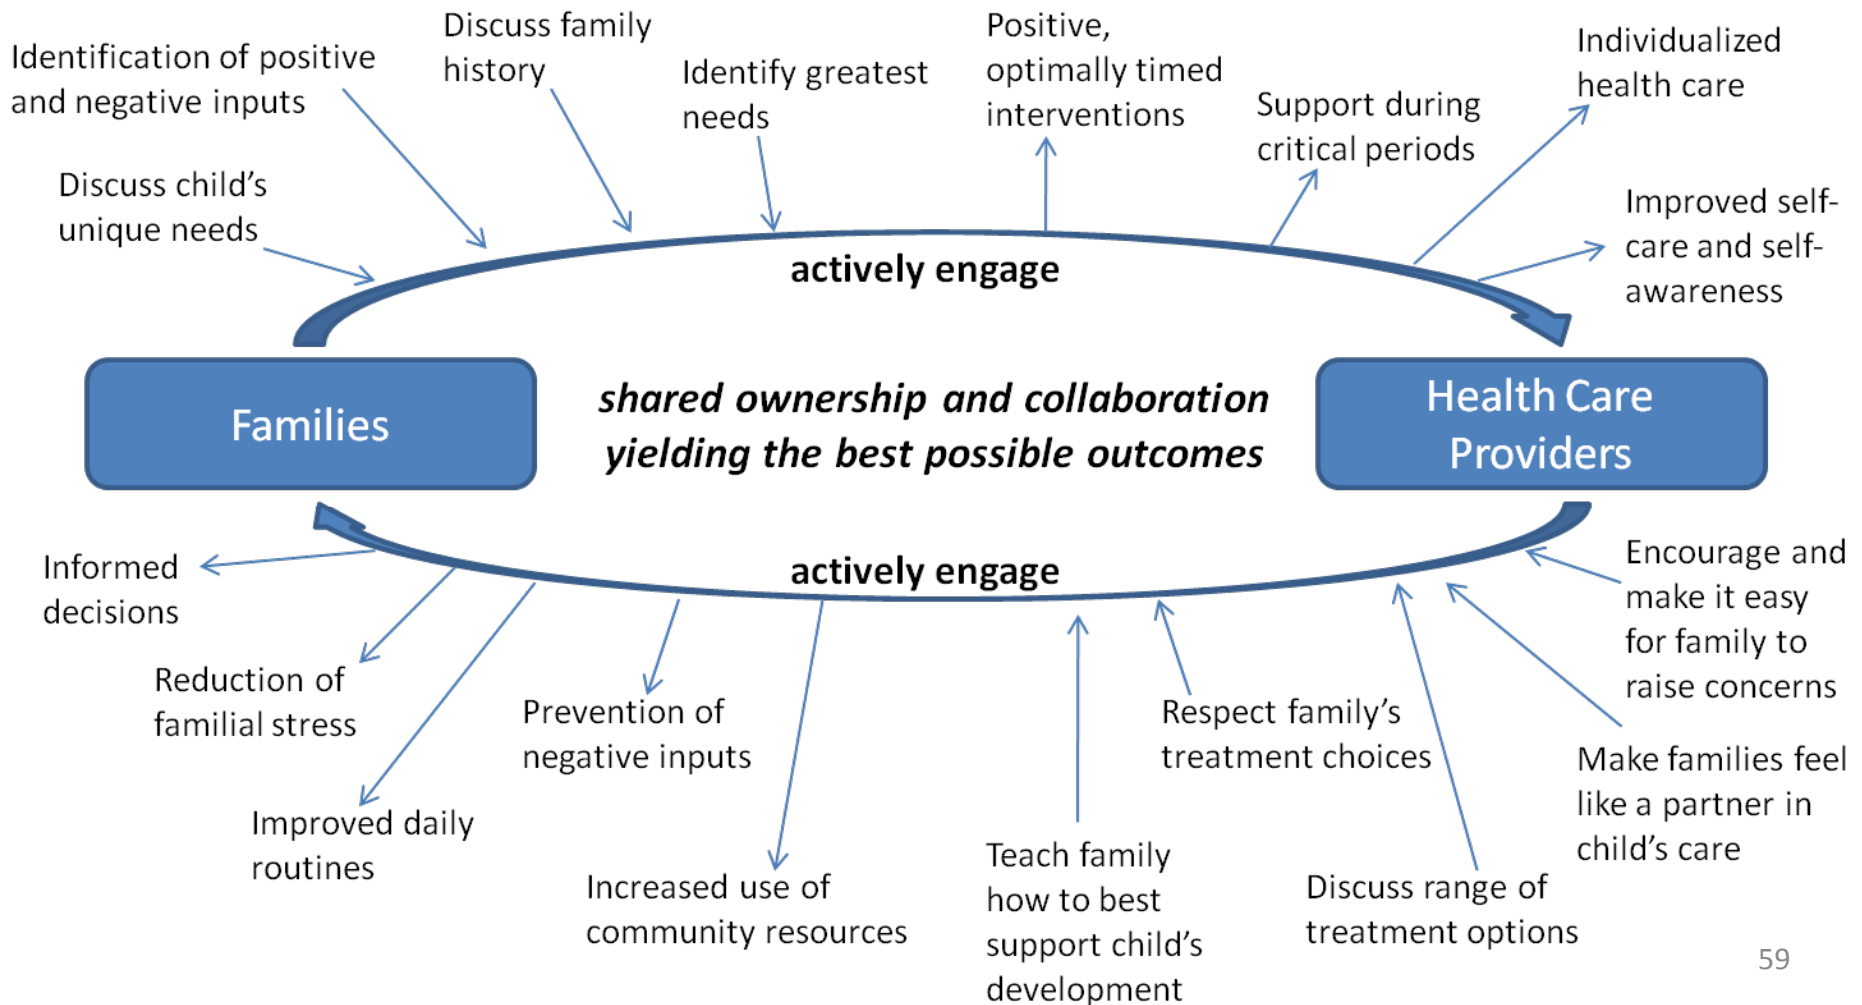 Identification of positive
and negative inputs
Discuss family
history
Identify greatest
needs
Positive,
optimally timed
interventions
Support during
critical periods
Individualized
health care
Discuss child’s
unique needs
Improved self-
care and self-
awareness
actively engage
Families
shared ownership and collaboration
yielding the best possible outcomes
Health Care
Providers
actively engage
Informed
decisions
Reduction of
familial stress
Improved daily
routines
Prevention of
negative inputs
Increased use of
community resources
Teach family
how to best
support child’s
development
Respect family’s
treatment choices
Discuss range of
treatment options
Encourage and
make it easy
for family to
raise concerns
Make families feel
like a partner in
child’s care
59